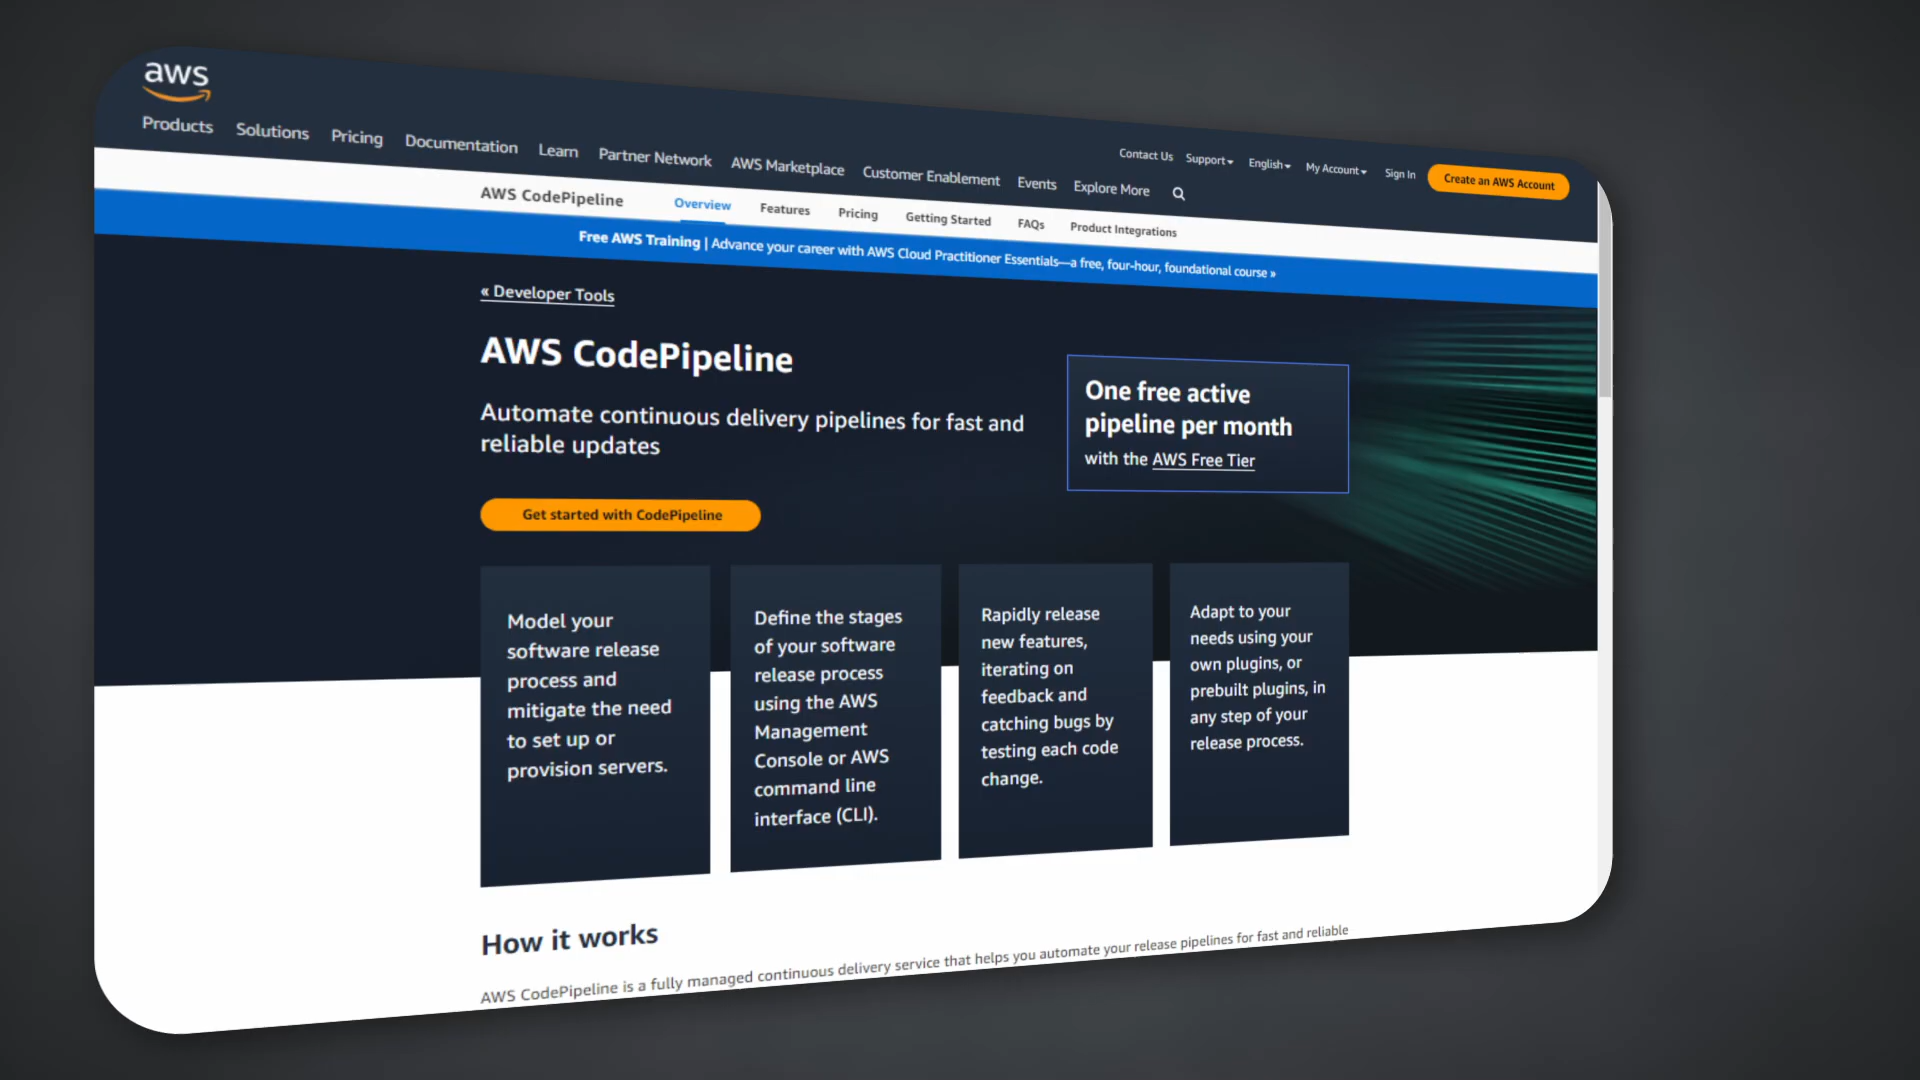 aws
Contact Us Support English My Account Sign In Create an AWS Account
Products Solutions Pricing Documentation Learn Partner Network AWS Marketplace Customer Enablement Events Explore More
AWS CodePipeline Overview Features Pricing Getting Started FAQs Product Integrations
Free AWS Training | Advance your career with AWS Cloud Practitioner Essentials—a free, four-hour, foundational course »
« Developer Tools
AWS CodePipeline
Automate continuous delivery pipelines for fast and
reliable updates
One free active
pipeline per month
with the AWS Free Tier
Get started with CodePipeline
Model your
software release
process and
mitigate the need
to set up or
provision servers.
Define the stages
of your software
release process
using the AWS
Management
Console or AWS
command line
interface (CLI).
Rapidly release
new features,
iterating on
feedback and
catching bugs by
testing each code
change.
Adapt to your
needs using your
own plugins, or
prebuilt plugins, in
any step of your
release process.
How it works
AWS CodePipeline is a fully managed continuous delivery service that helps you automate your release pipelines for fast and reliable